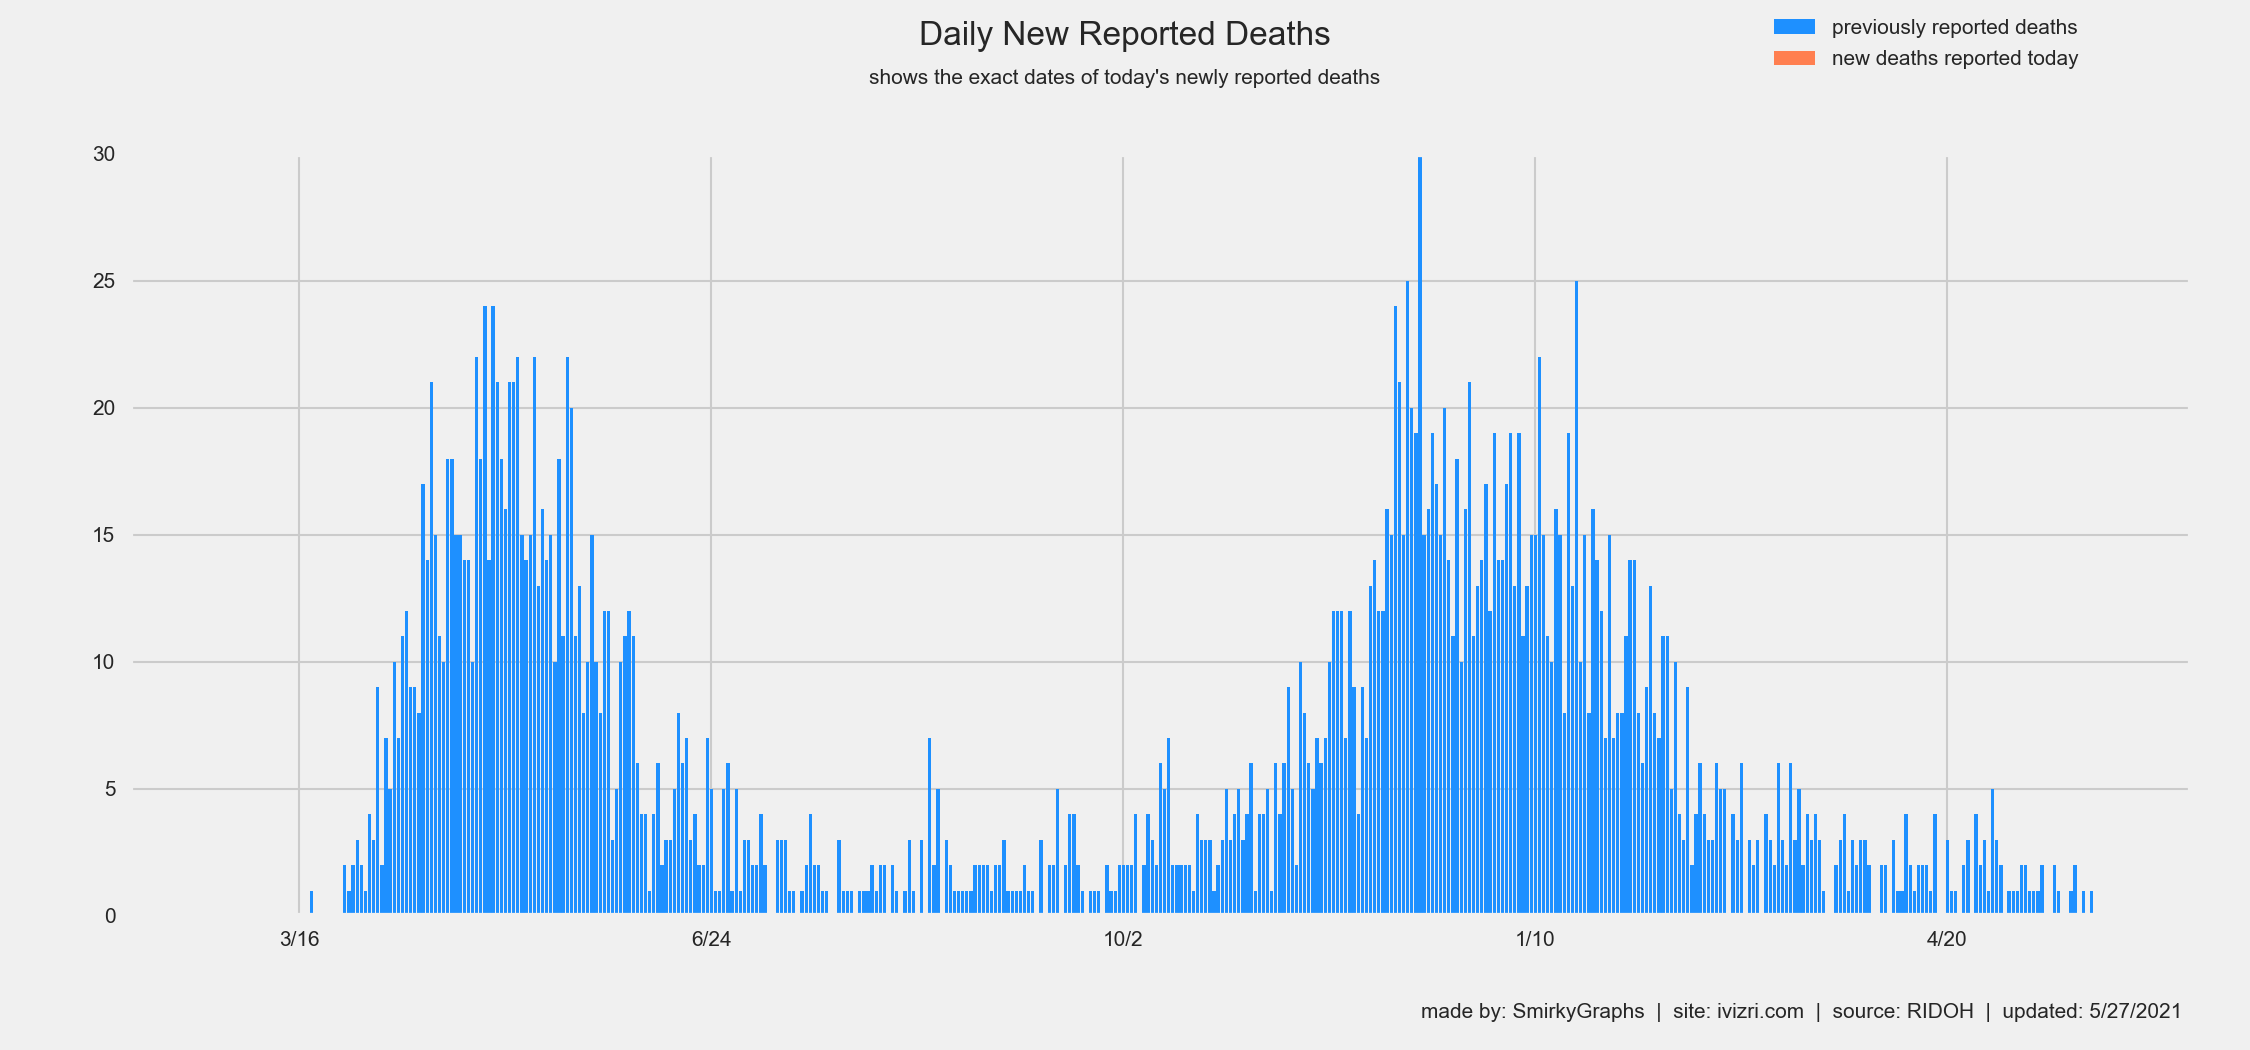 Daily New Reported Deaths
shows the exact dates of today's newly reported deaths
previously reported deaths
new deaths reported today
30
25
20
15
10
5
0
3/16 6/24 10/2 1/10 4/20
made by: SmirkyGraphs | site: ivizri.com | source: RIDOH | updated: 5/27/2021